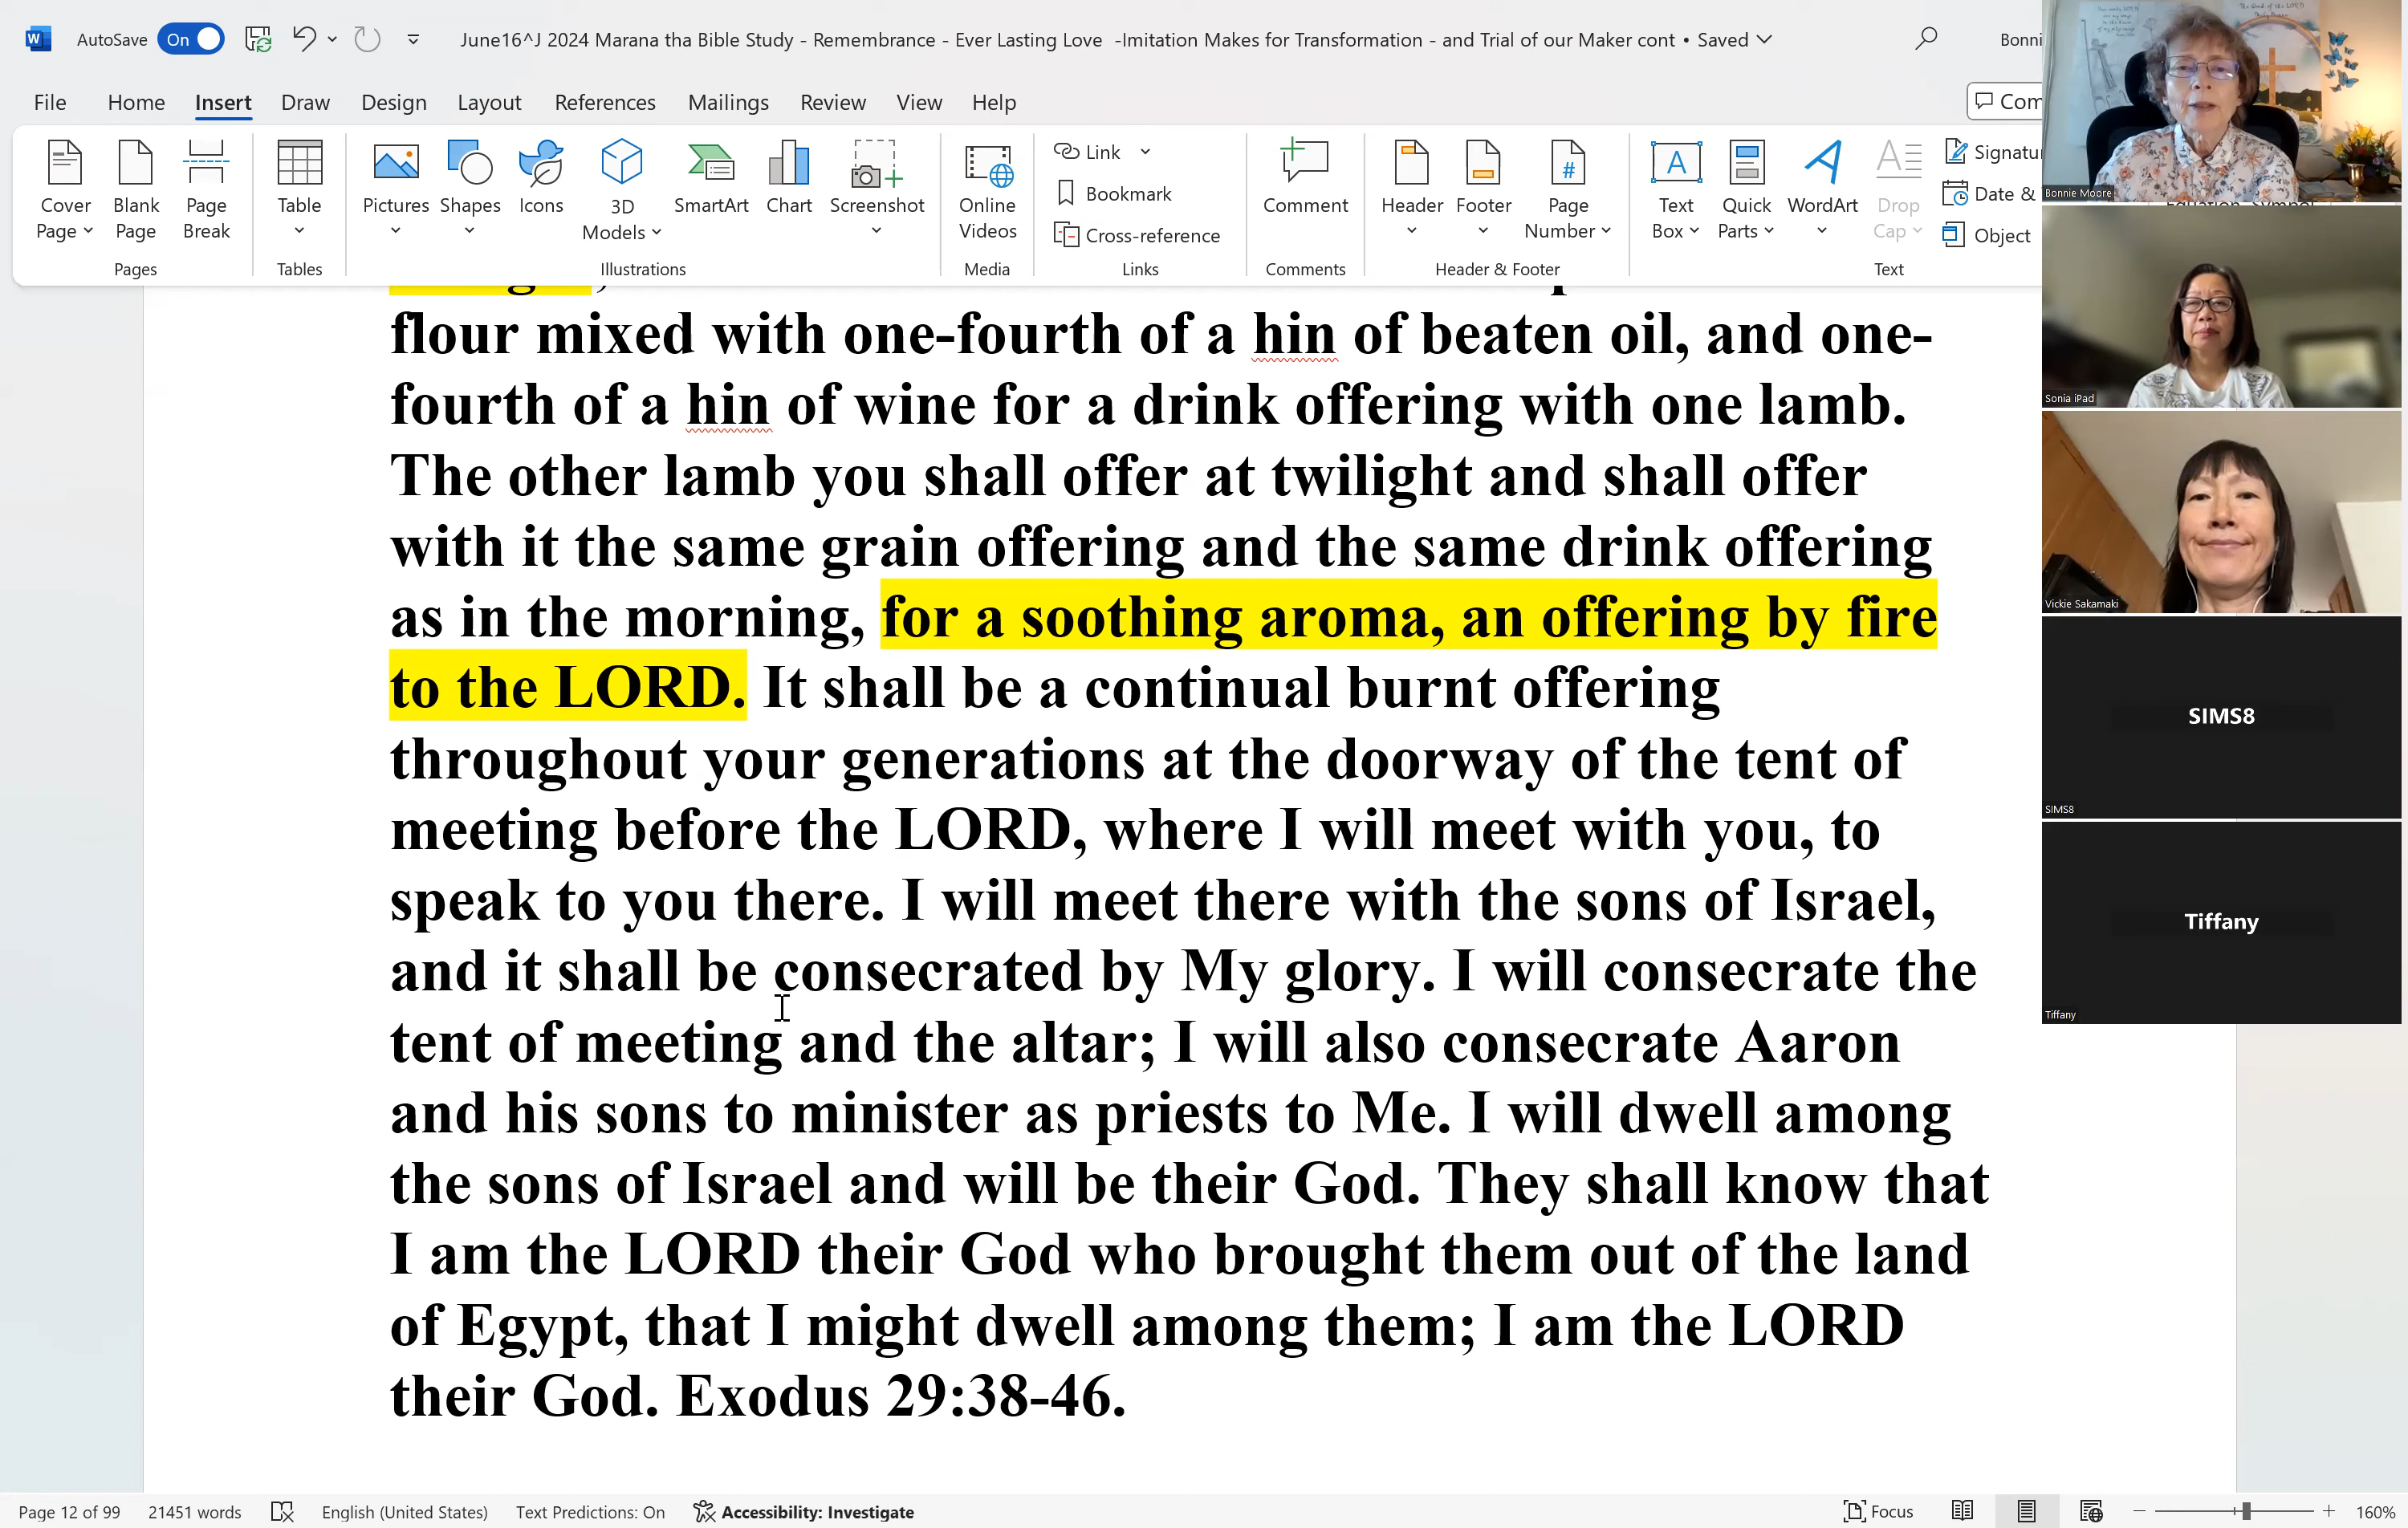 AutoSave On June16^J 2024 Marana tha Bible Study - Remembrance - Ever Lasting Love -Imitation Makes for Transformation - and Trial of our Maker cont • Saved Bonni
File Home Insert Draw Design Layout References Mailings Review View Help Com
Cover Page
Blank Page
Page Break
Pages
Table
Tables
Pictures
Shapes
Icons
3D Models
SmartArt
Chart
Screenshot
Illustrations
Online Videos
Media
Link
Bookmark
Cross-reference
Links
Comment
Comments
Header
Footer
Page Number
Header & Footer
Text Box
Quick Parts
WordArt
Drop Cap
Signatu
Date &
Object
Text
flour mixed with one-fourth of a hin of beaten oil, and one-
fourth of a hin of wine for a drink offering with one lamb.
The other lamb you shall offer at twilight and shall offer
with it the same grain offering and the same drink offering
as in the morning, for a soothing aroma, an offering by fire
to the LORD. It shall be a continual burnt offering
throughout your generations at the doorway of the tent of
meeting before the LORD, where I will meet with you, to
speak to you there. I will meet there with the sons of Israel,
and it shall be consecrated by My glory. I will consecrate the
tent of meeting and the altar; I will also consecrate Aaron
and his sons to minister as priests to Me. I will dwell among
the sons of Israel and will be their God. They shall know that
I am the LORD their God who brought them out of the land
of Egypt, that I might dwell among them; I am the LORD
their God. Exodus 29:38-46.
Bonnie Moore
Sonia iPad
Vickie Sakamaki
SIMS8
SIMS8
Tiffany
Tiffany
Page 12 of 99 21451 words English (United States) Text Predictions: On Accessibility: Investigate Focus 160%